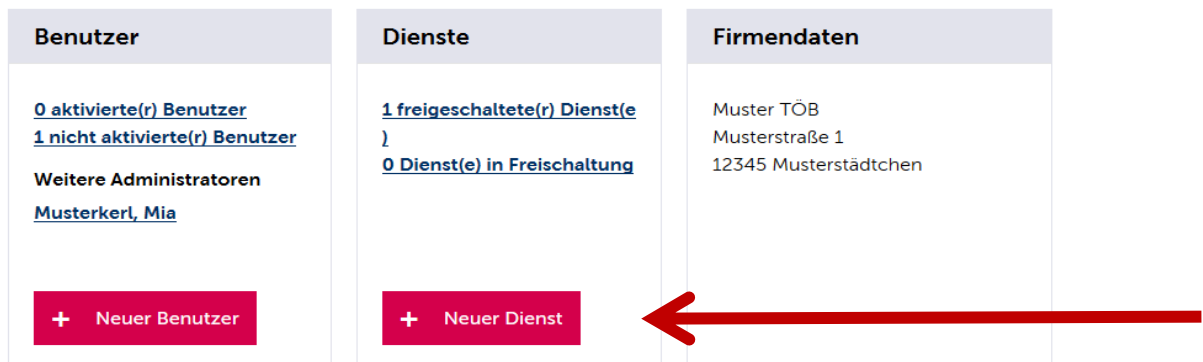 Benutzer
0 aktivierte(r) Benutzer
1 nicht aktivierte(r) Benutzer
Weitere Administratoren
Musterkerl, Mia
+ Neuer Benutzer
Dienste
1 freigeschaltete(r) Dienst(e
)
0 Dienst(e) in Freischaltung
+ Neuer Dienst
Firmendaten
Muster TÖB
Musterstraße 1
12345 Musterstädtchen